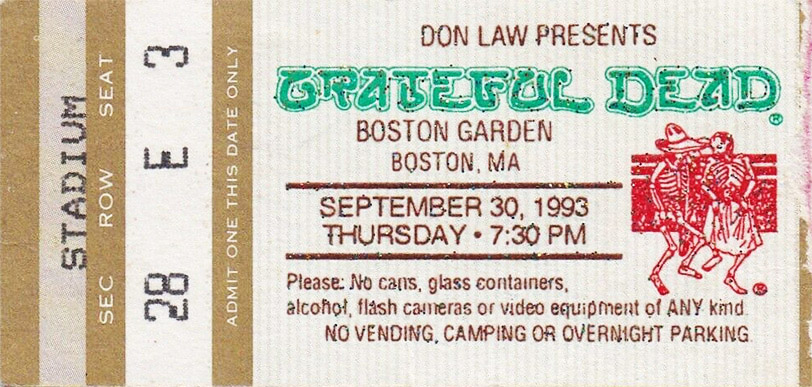 STADIUM
SEC ROW SEAT
28 E 3
ADMIT ONE THIS DATE ONLY
DON LAW PRESENTS
GRATEFUL DEAD®
BOSTON GARDEN
BOSTON, MA
SEPTEMBER 30, 1993
THURSDAY • 7:30 PM
Please: No cans, glass containers,
alcohol, flash cameras or video equipment of ANY kind.
NO VENDING, CAMPING OR OVERNIGHT PARKING.
®